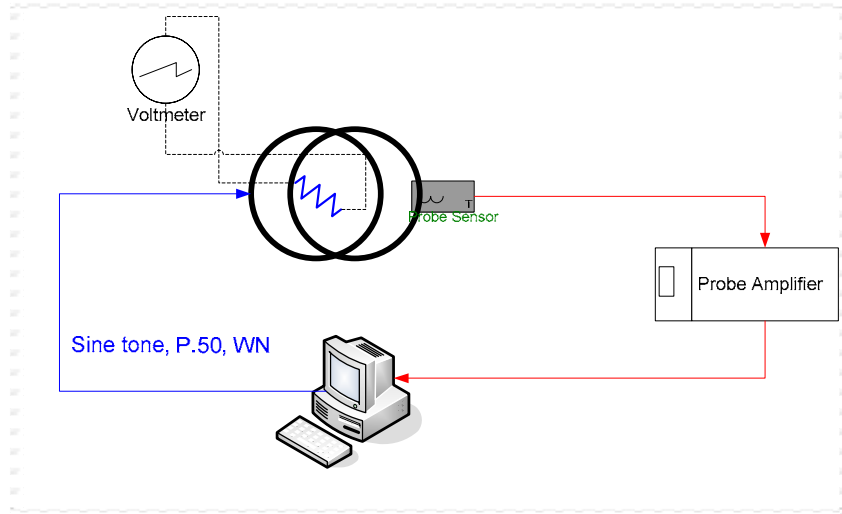 Voltmeter
T
Probe Sensor
Probe Amplifier
Sine tone, P.50, WN